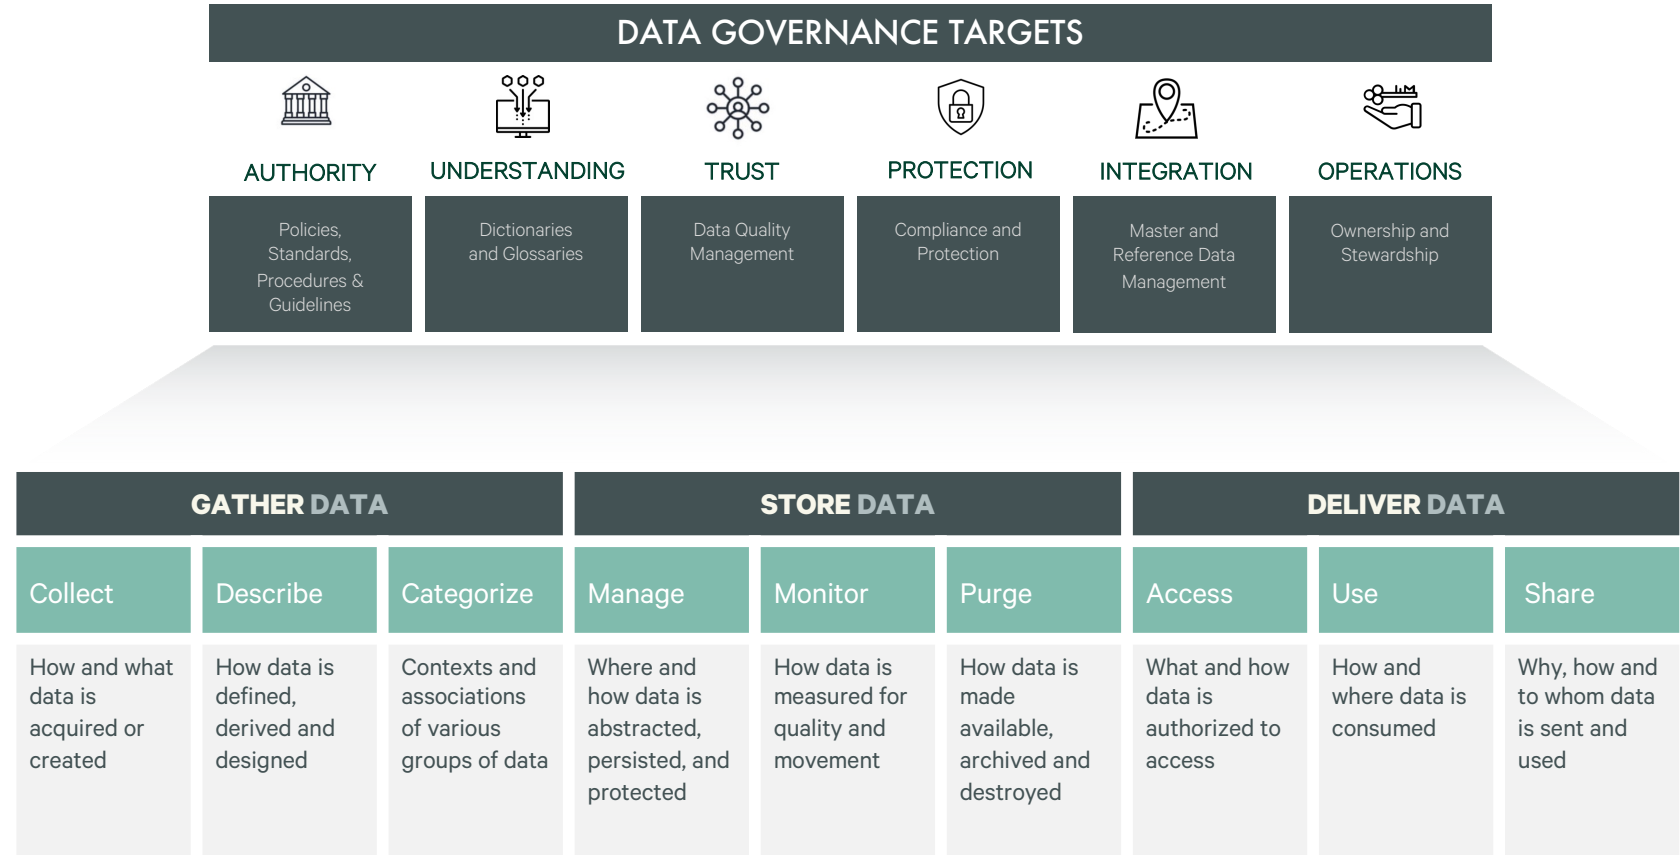 DATA GOVERNANCE TARGETS
AUTHORITY
UNDERSTANDING
TRUST
PROTECTION
INTEGRATION
OPERATIONS
Policies,
Standards,
Procedures &
Guidelines
Dictionaries
and Glossaries
Data Quality
Management
Compliance and
Protection
Master and
Reference Data
Management
Ownership and
Stewardship
GATHER DATA
STORE DATA
DELIVER DATA
Collect
Describe
Categorize
Manage
Monitor
Purge
Access
Use
Share
How and what
data is
acquired or
created
How data is
defined,
derived and
designed
Contexts and
associations
of various
groups of data
Where and
how data is
abstracted,
persisted, and
protected
How data is
measured for
quality and
movement
How data is
made
available,
archived and
destroyed
What and how
data is
authorized to
access
How and
where data is
consumed
Why, how and
to whom data
is sent and
used